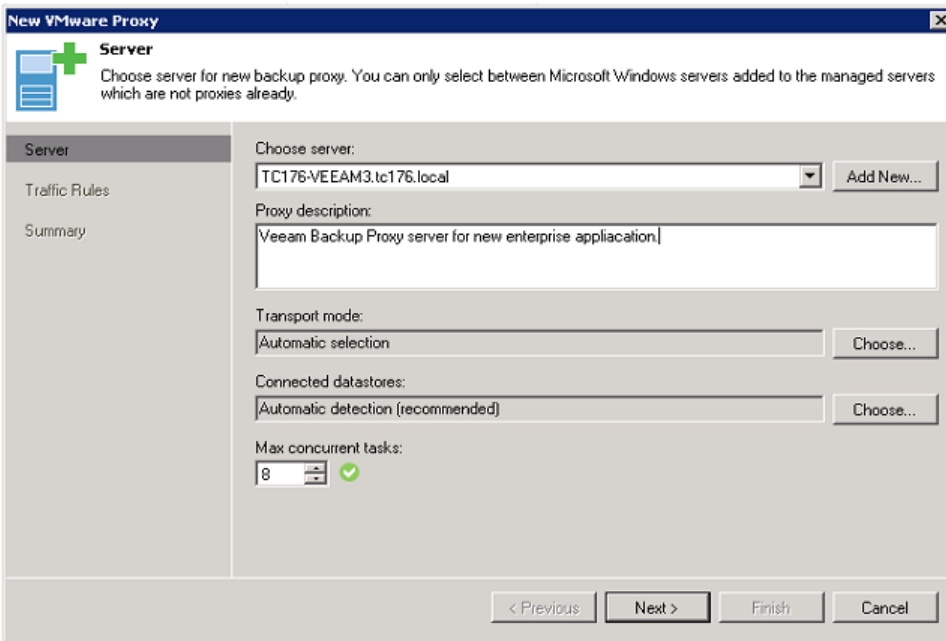 New VMware Proxy
Server
Choose server for new backup proxy. You can only select between Microsoft Windows servers added to the managed servers
which are not proxies already.
Server
Traffic Rules
Summary
Choose server:
TC176-VEEAM3.tc176.local
Add New...
Proxy description:
Veeam Backup Proxy server for new enterprise appliacation.
Transport mode:
Automatic selection
Choose...
Connected datastores:
Automatic detection (recommended)
Choose...
Max concurrent tasks:
8
< Previous
Next >
Finish
Cancel